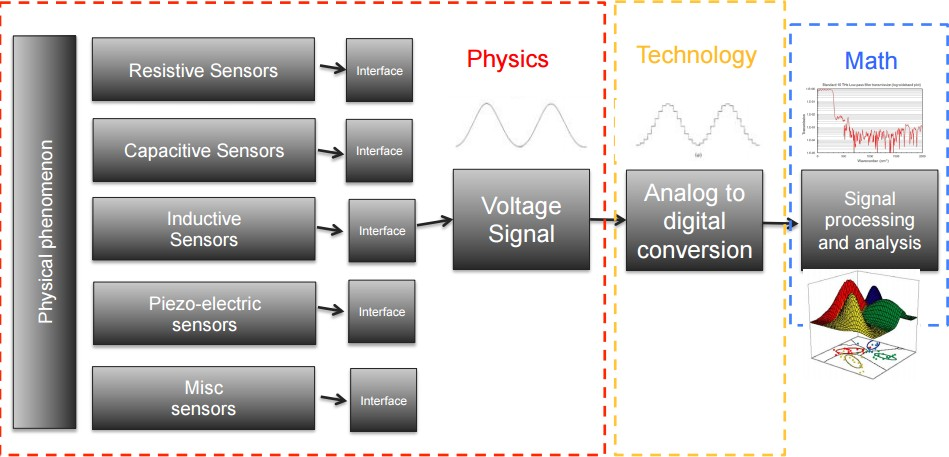 Physical phenomenon
Resistive Sensors
Interface
Capacitive Sensors
Interface
Inductive
Sensors
Interface
Piezo-electric
sensors
Interface
Misc
sensors
Interface
Physics
Voltage
Signal
Technology
(φ)
Analog to
digital
conversion
Math
Signal
processing
and analysis